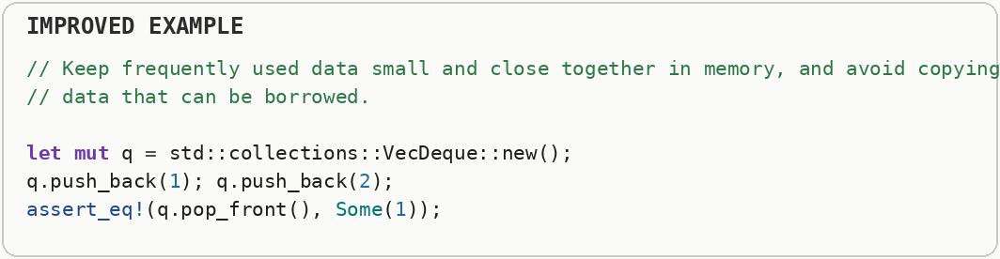 IMPROVED EXAMPLE
// Keep frequently used data small and close together in memory, and avoid copying
// data that can be borrowed.
let mut q = std::collections::VecDeque::new();
q.push_back(1); q.push_back(2);
assert_eq!(q.pop_front(), Some(1));